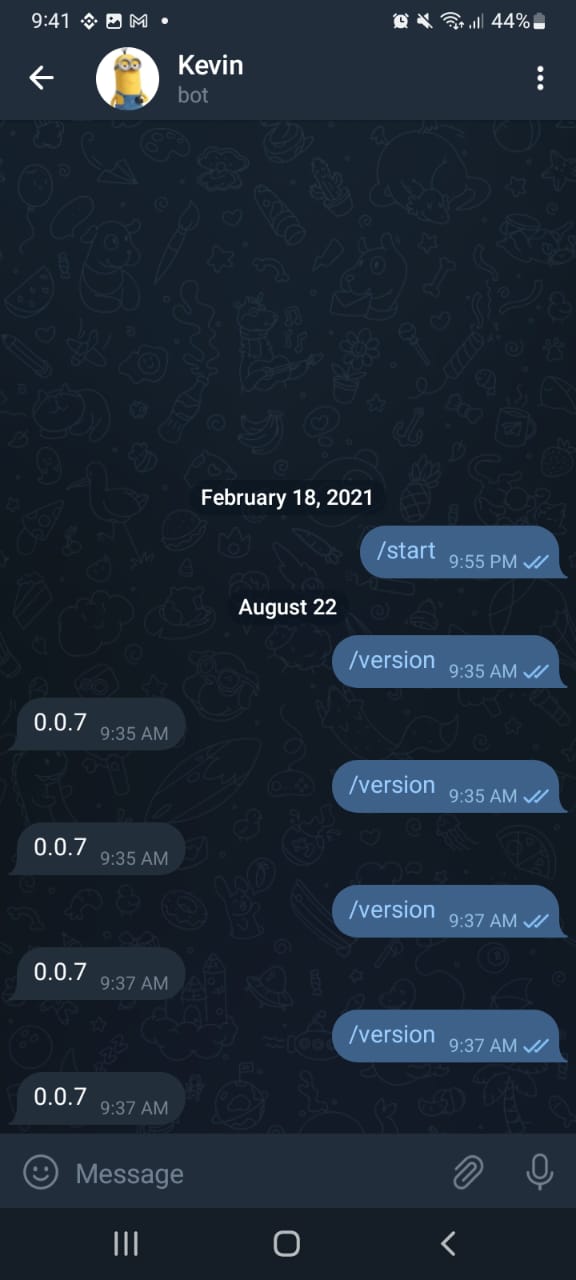 9:41 44%
Kevin
bot
February 18, 2021
/start 9:55 PM
August 22
/version 9:35 AM
0.0.7 9:35 AM
/version 9:35 AM
0.0.7 9:35 AM
/version 9:37 AM
0.0.7 9:37 AM
/version 9:37 AM
0.0.7 9:37 AM
Message